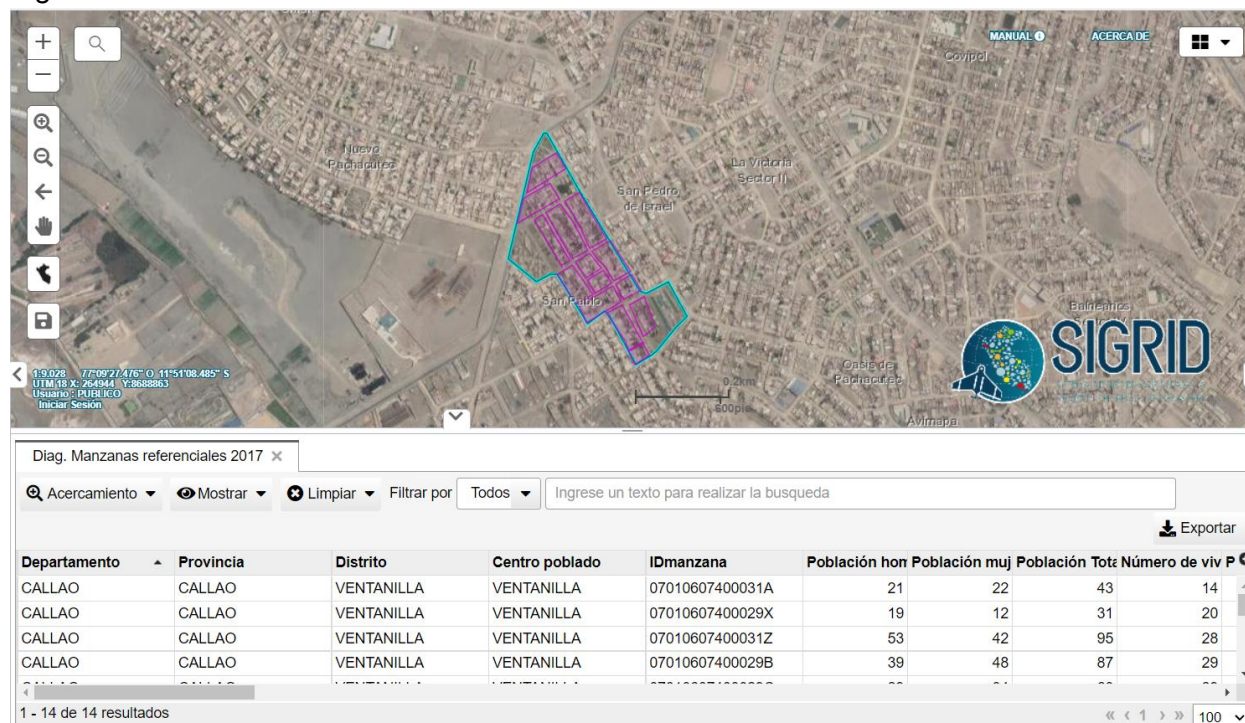 MANUAL
ACERCA DE
Covipol
Nuevo
Pachacútec
La Victoria
Sector II
San Pedro
de Israel
San Pablo
Balnearios
SIGRID
Oasis de
Pachacutec
0.2km
600pie
Avimapa
1:9.028 77°09'27.476" O 11°51'08.485" S
UTM 18 X: 264944 Y:8688863
Usuario : PUBLICO
Iniciar Sesión
Diag. Manzanas referenciales 2017
Acercamiento Mostrar Limpiar Filtrar por Todos Ingrese un texto para realizar la busqueda
Exportar
Departamento Provincia Distrito Centro poblado IDmanzana Población hom Población muj Población Tota Número de viv P
CALLAO CALLAO VENTANILLA VENTANILLA 07010607400031A 21 22 43 14
CALLAO CALLAO VENTANILLA VENTANILLA 07010607400029X 19 12 31 20
CALLAO CALLAO VENTANILLA VENTANILLA 07010607400031Z 53 42 95 28
CALLAO CALLAO VENTANILLA VENTANILLA 07010607400029B 39 48 87 29
1 - 14 de 14 resultados
1
100